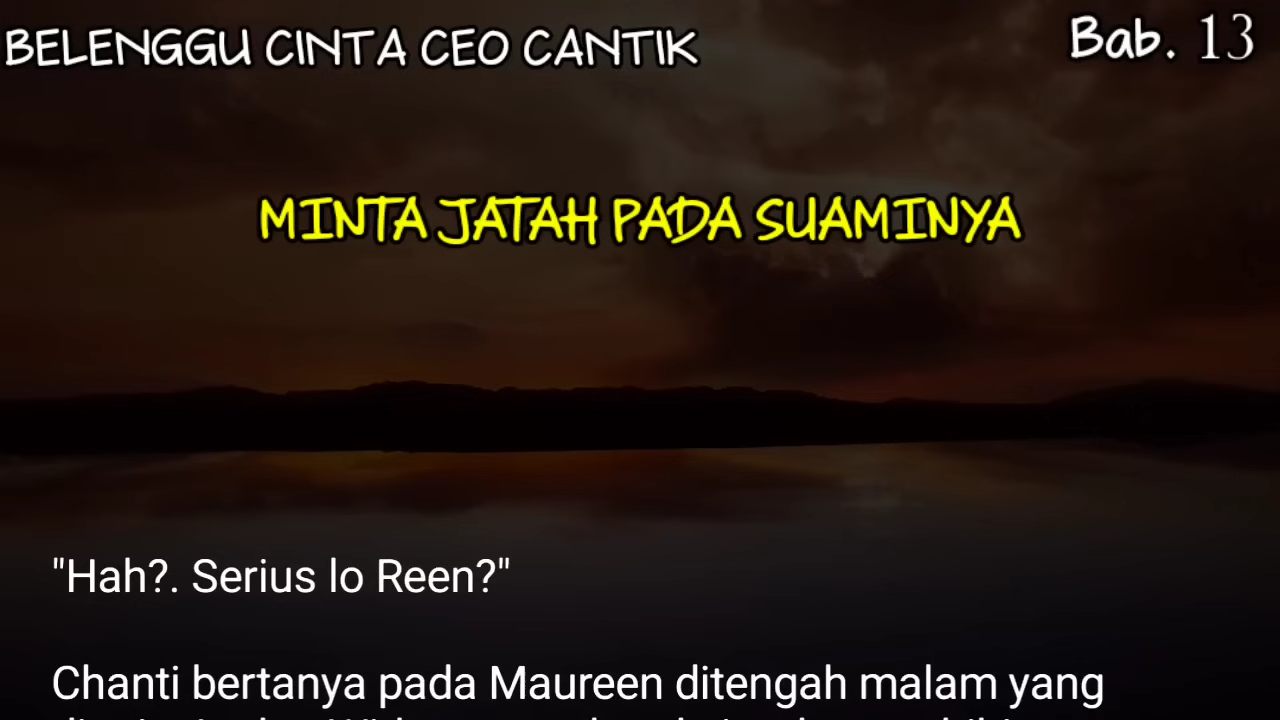 BELENGGU CINTA CEO CANTIK
Bab. 13
MINTA JATAH PADA SUAMINYA
"Hah?. Serius lo Reen?"
Chanti bertanya pada Maureen ditengah malam yang